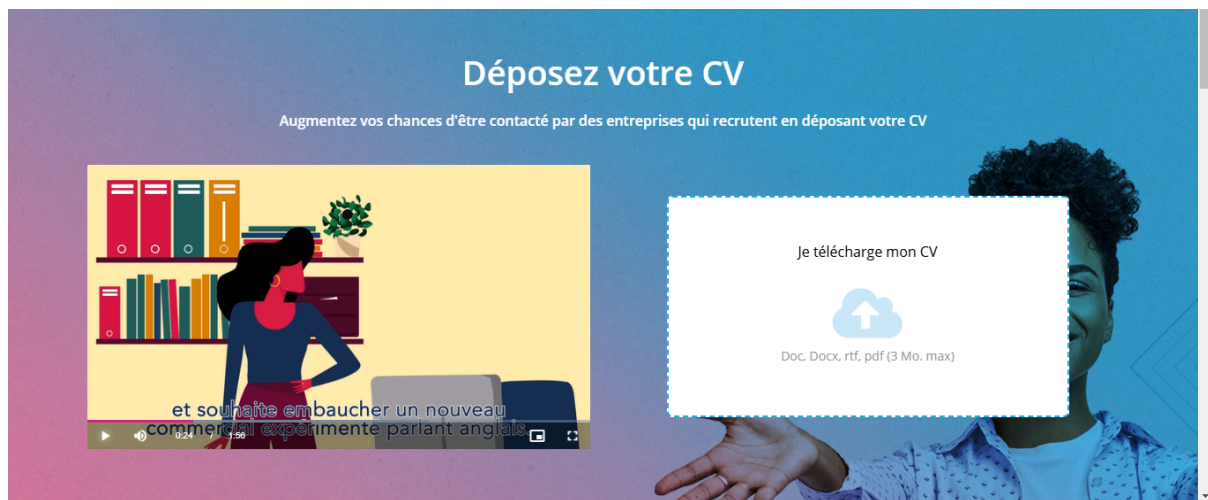 Déposez votre CV
Augmentez vos chances d'être contacté par des entreprises qui recrutent en déposant votre CV
et souhaite embaucher un nouveau
commercial expérimente parlant anglais.
0:24 1:56
Je télécharge mon CV
Doc, Docx, rtf, pdf (3 Mo. max)